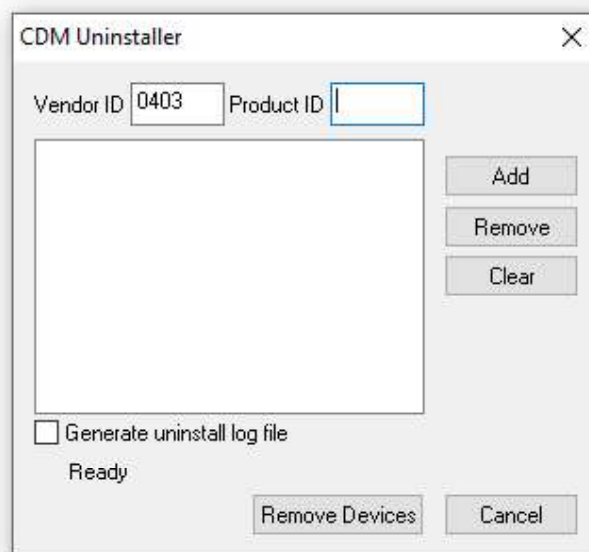 CDM Uninstaller
Vendor ID 0403 Product ID
Add
Remove
Clear
Generate uninstall log file
Ready
Remove Devices Cancel